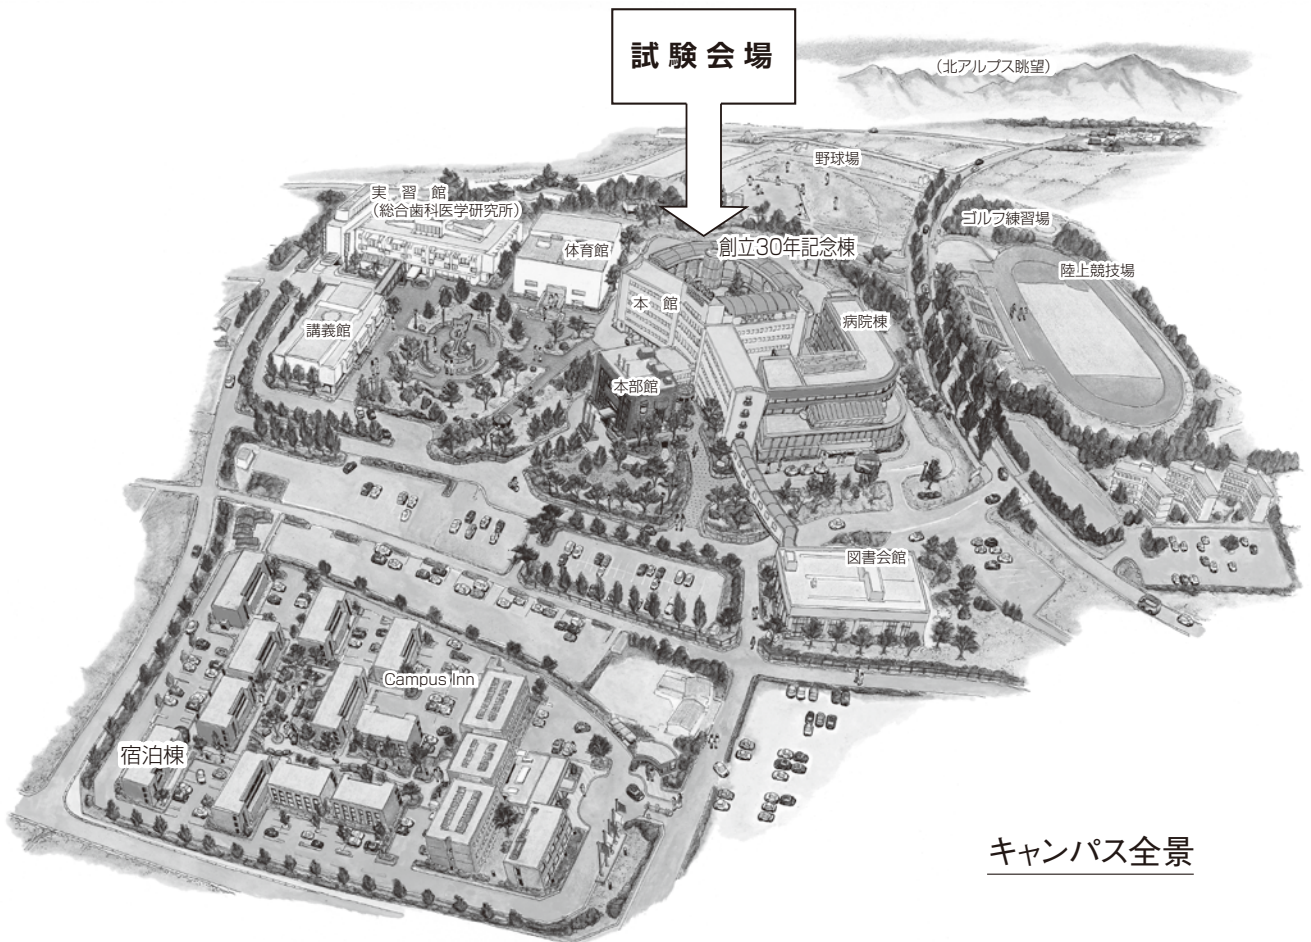 試験会場
（北アルプス眺望）
野球場
実習館
（総合歯科医学研究所）
ゴルフ練習場
体育館
創立30年記念棟
陸上競技場
本館
講義館
病院棟
本部館
図書会館
Campus Inn
宿泊棟
キャンパス全景